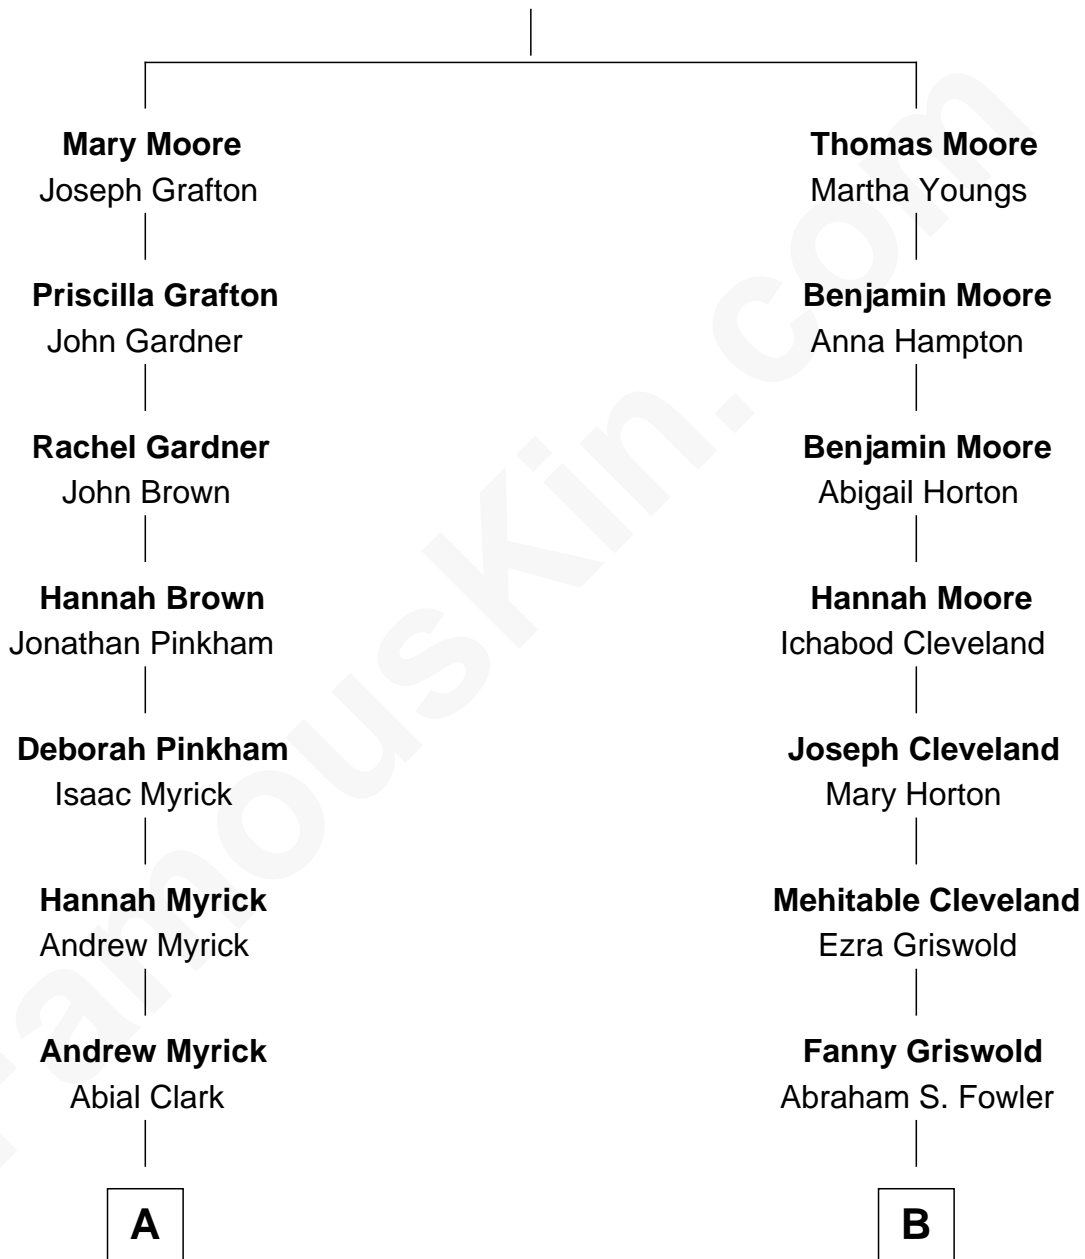 Mary Moore
Joseph Grafton
Priscilla Grafton
John Gardner
Rachel Gardner
John Brown
Hannah Brown
Jonathan Pinkham
Deborah Pinkham
Isaac Myrick
Hannah Myrick
Andrew Myrick
Andrew Myrick
Abial Clark
A
Thomas Moore
Martha Youngs
Benjamin Moore
Anna Hampton
Benjamin Moore
Abigail Horton
Hannah Moore
Ichabod Cleveland
Joseph Cleveland
Mary Horton
Mehitable Cleveland
Ezra Griswold
Fanny Griswold
Abraham S. Fowler
B
FamousKin.com